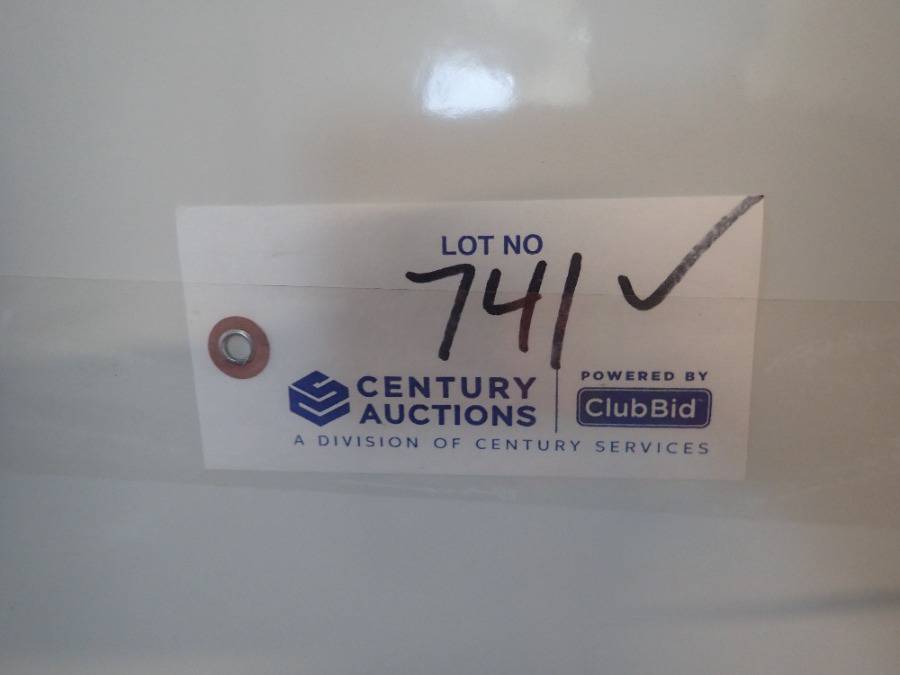 LOT NO
741 ✓
CENTURY
AUCTIONS
POWERED BY
ClubBid
A DIVISION OF CENTURY SERVICES